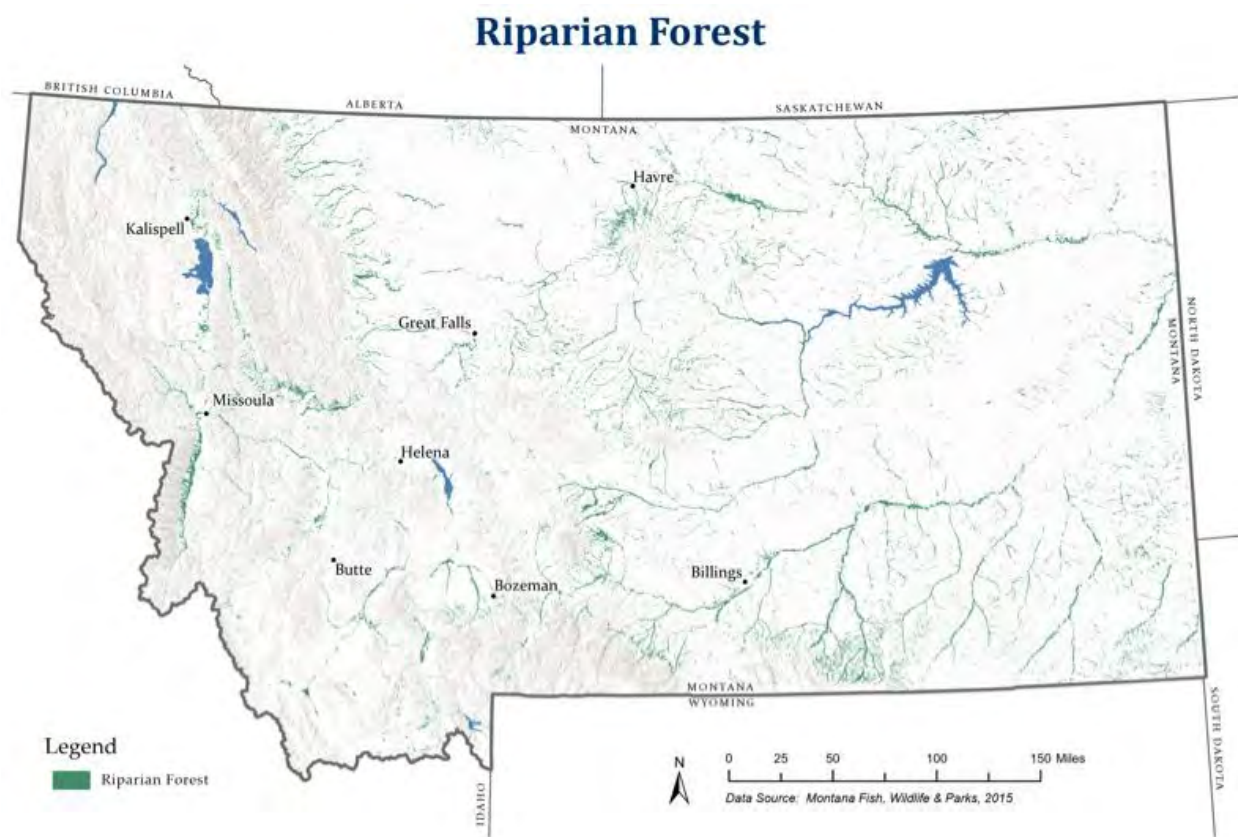 Riparian Forest
BRITISH COLUMBIA
ALBERTA
SASKATCHEWAN
MONTANA
Havre
Kalispell
Great Falls
NORTH DAKOTA
MONTANA
Missoula
Helena
Butte
Bozeman
Billings
MONTANA
WYOMING
SOUTH DAKOTA
IDAHO
Legend
Riparian Forest
N
0 25 50 100 150 Miles
Data Source: Montana Fish, Wildlife & Parks, 2015